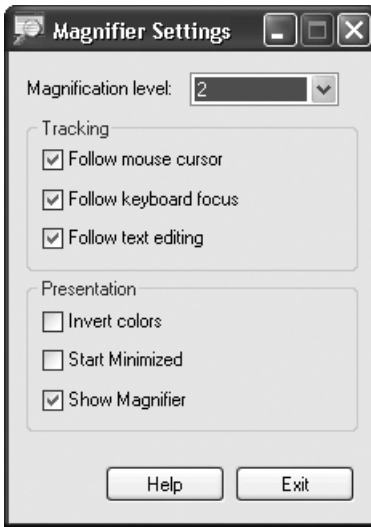 Magnifier Settings
Magnification level: 2
Tracking
Follow mouse cursor
Follow keyboard focus
Follow text editing
Presentation
Invert colors
Start Minimized
Show Magnifier
Help Exit